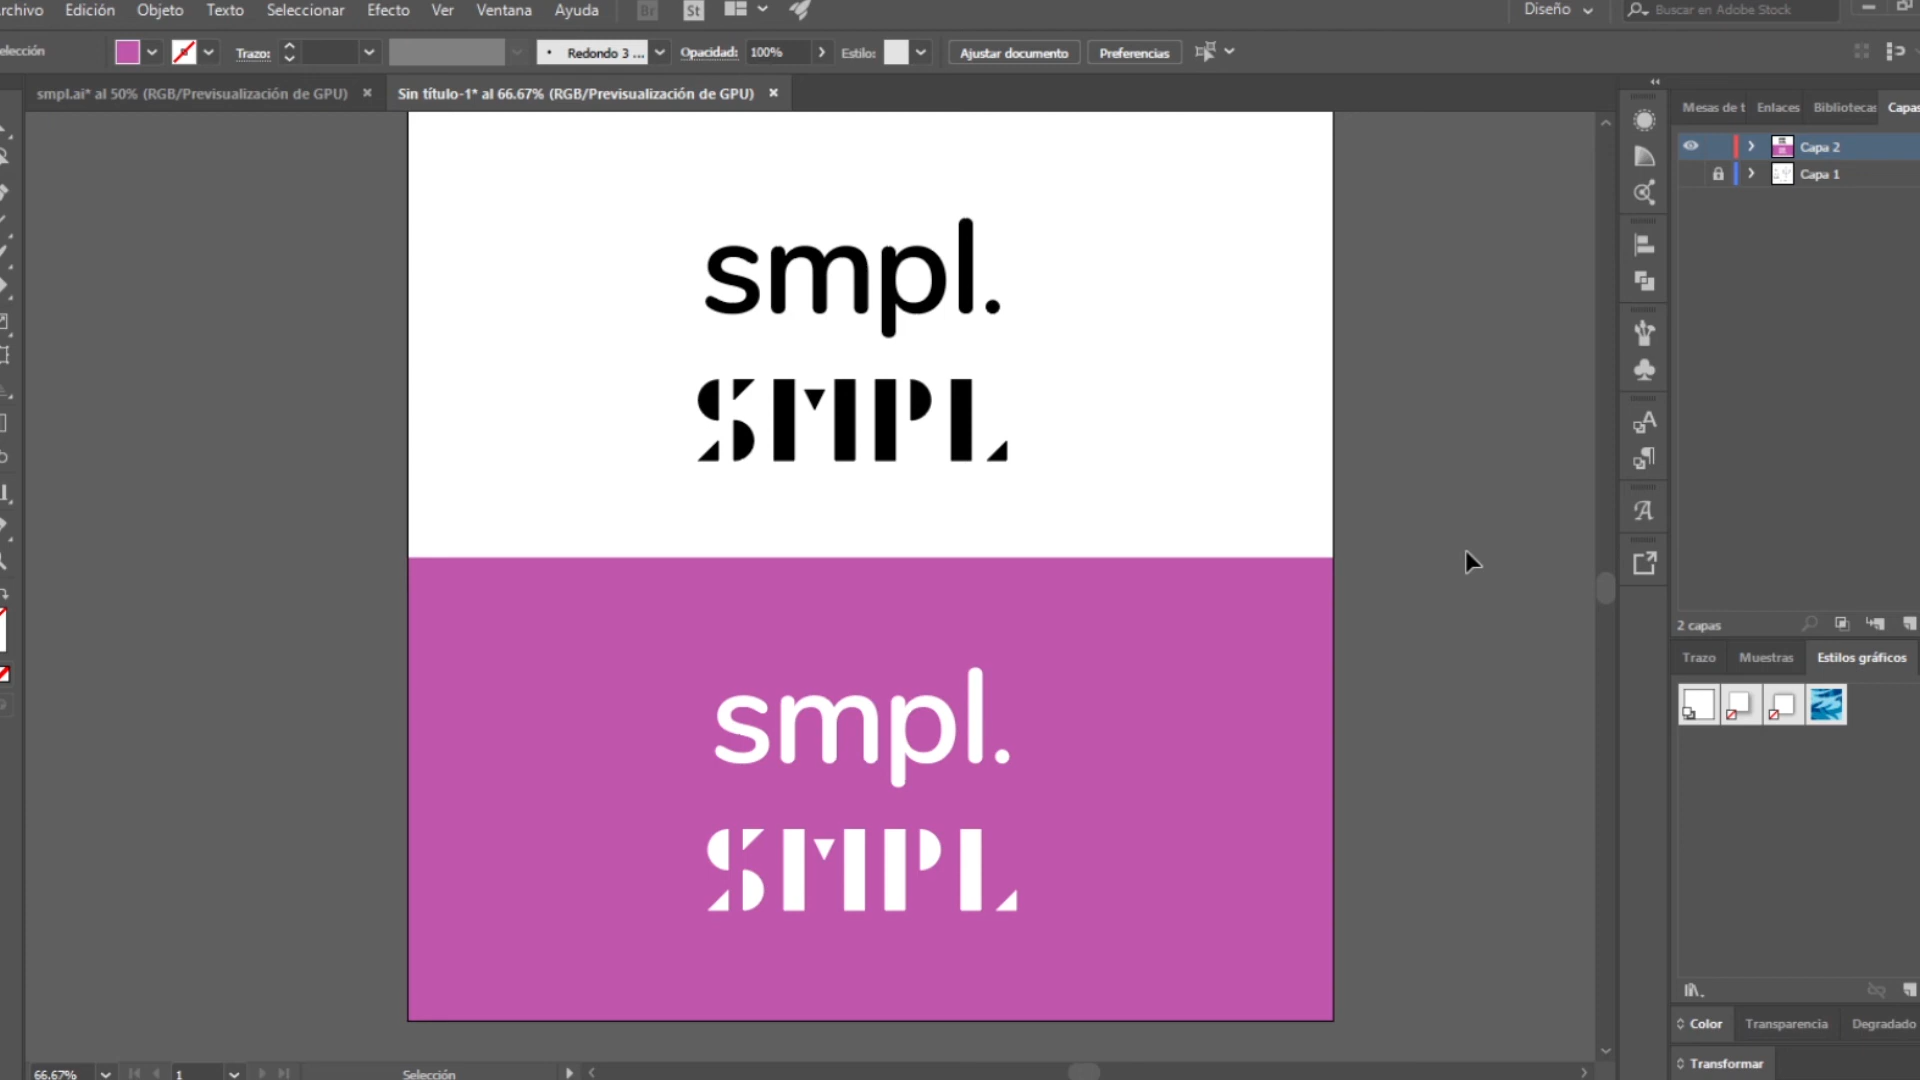 rchivo Edición Objeto Texto Seleccionar Efecto Ver Ventana Ayuda Br St Diseño Buscar en Adobe Stock
elección Trazo: Redondo 3 ... Opacidad: 100% Estilo: Ajustar documento Preferencias
smpl.ai* al 50% (RGB/Previsualización de GPU) × Sin título-1* al 66.67% (RGB/Previsualización de GPU) ×
Mesas de t Enlaces Bibliotecas Capas
Capa 2
Capa 1
smpl.
SMPL
2 capas
Trazo Muestras Estilos gráficos
smpl.
SMPL
Color Transparencia Degradado
Transformar
66.67% 1 Selección